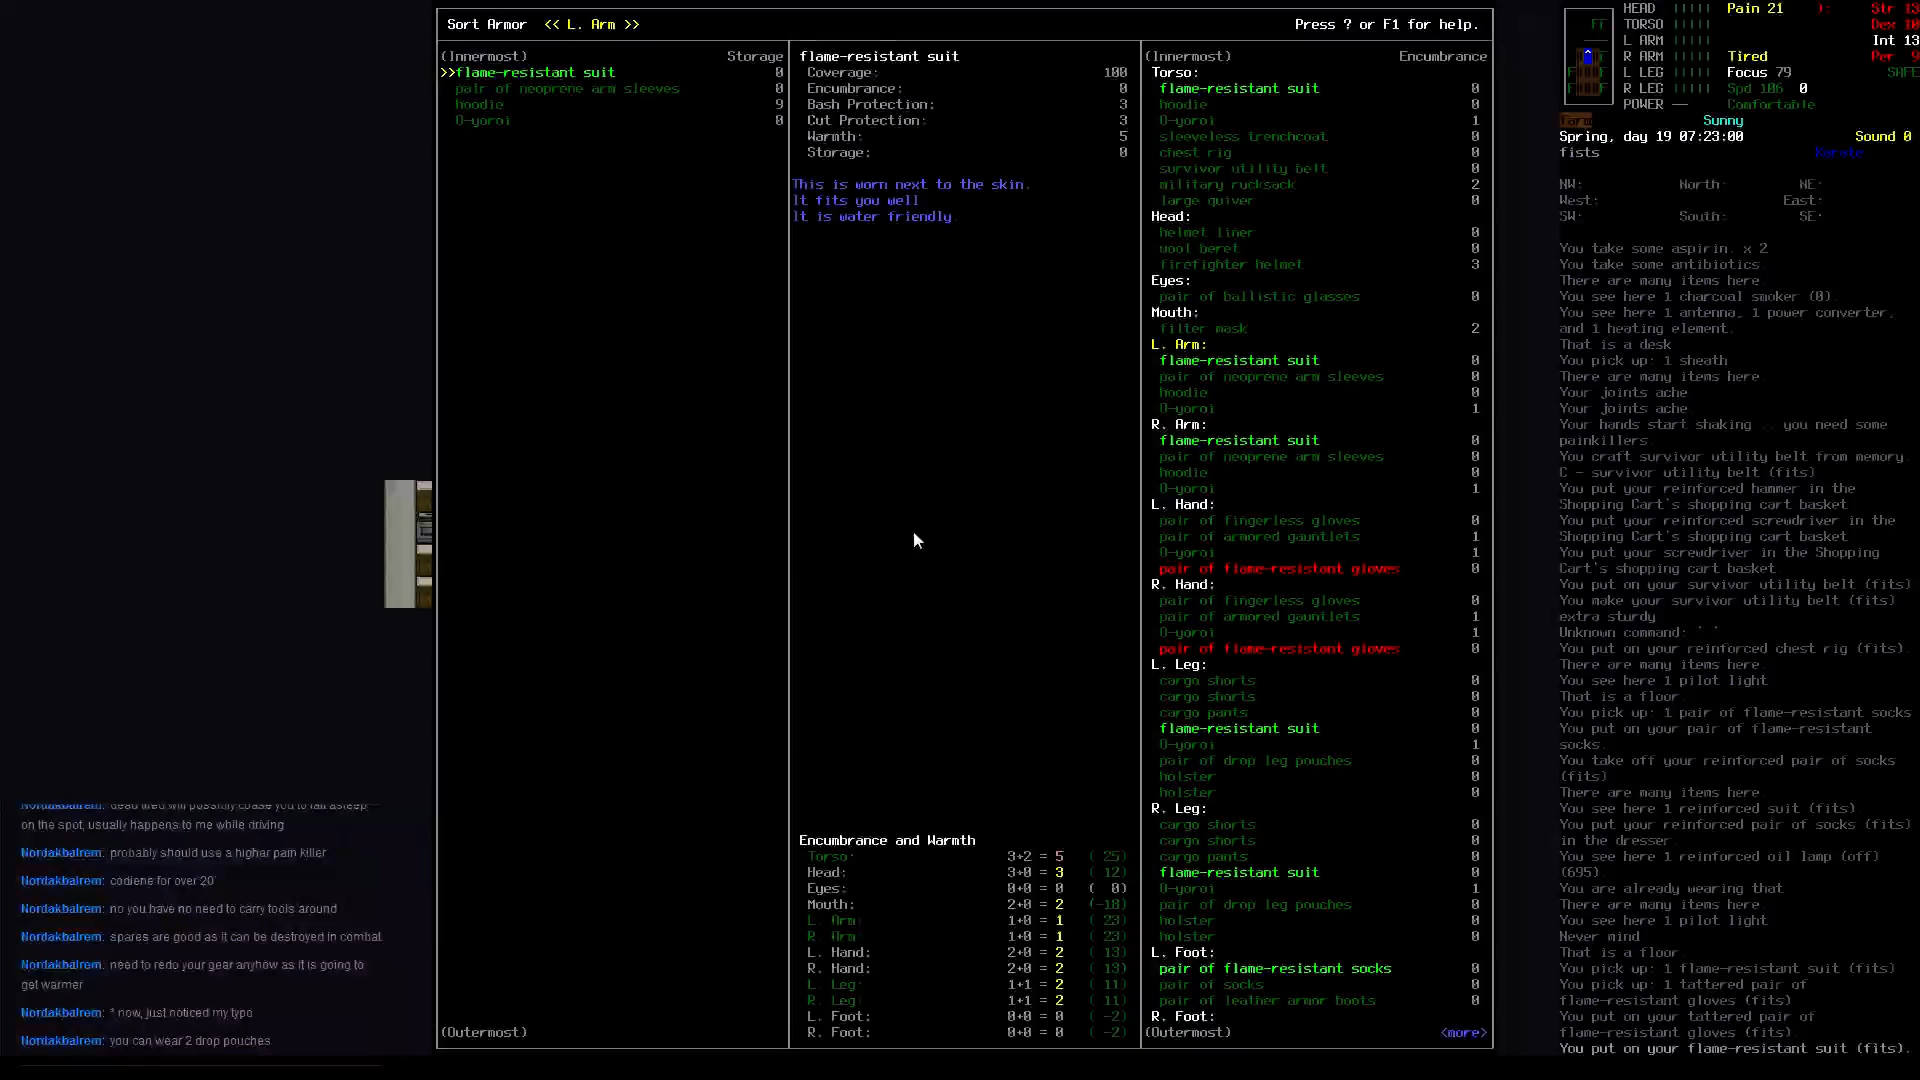 Sort Armor << L. Arm >> Press ? or F1 for help.
(Innermost) Storage
>>flame-resistant suit 0
pair of neoprene arm sleeves 0
hoodie 9
O-yoroi 0
(Outermost)
flame-resistant suit
Coverage: 100
Encumbrance: 0
Bash Protection: 3
Cut Protection: 3
Warmth: 5
Storage: 0
This is worn next to the skin.
It fits you well
It is water friendly
Encumbrance and Warmth
Torso: 3+2 = 5 ( 25)
Head: 3+0 = 3 ( 12)
Eyes: 0+0 = 0 ( 0)
Mouth: 2+0 = 2 (-18)
L. Arm: 1+0 = 1 ( 23)
R. Arm: 1+0 = 1 ( 23)
L. Hand: 2+0 = 2 ( 13)
R. Hand: 2+0 = 2 ( 13)
L. Leg: 1+1 = 2 ( 11)
R. Leg: 1+1 = 2 ( 11)
L. Foot: 0+0 = 0 ( -2)
R. Foot: 0+0 = 0 ( -2)
(Innermost) Encumbrance
Torso:
flame-resistant suit 0
hoodie 0
O-yoroi 1
sleeveless trenchcoat 0
chest rig 0
survivor utility belt 0
military rucksack 2
large quiver 0
Head:
helmet liner 0
wool beret 0
firefighter helmet 3
Eyes:
pair of ballistic glasses 0
Mouth:
filter mask 2
L. Arm:
flame-resistant suit 0
pair of neoprene arm sleeves 0
hoodie 0
O-yoroi 1
R. Arm:
flame-resistant suit 0
pair of neoprene arm sleeves 0
hoodie 0
O-yoroi 1
L. Hand:
pair of fingerless gloves 0
pair of armored gauntlets 1
O-yoroi 1
pair of flame-resistant gloves 0
R. Hand:
pair of fingerless gloves 0
pair of armored gauntlets 1
O-yoroi 1
pair of flame-resistant gloves 0
L. Leg:
cargo shorts 0
cargo shorts 0
cargo pants 0
flame-resistant suit 0
O-yoroi 1
pair of drop leg pouches 0
holster 0
holster 0
R. Leg:
cargo shorts 0
cargo shorts 0
cargo pants 0
flame-resistant suit 0
O-yoroi 1
pair of drop leg pouches 0
holster 0
holster 0
L. Foot:
pair of flame-resistant socks 0
pair of socks 0
pair of leather armor boots 0
R. Foot:
(Outermost) <more>
HEAD ||||| Pain 21 ): Str 13
TORSO ||||| Dex 10
L ARM ||||| Int 13
R ARM ||||| Tired Per 9
L LEG ||||| Focus 79 SAFE
R LEG ||||| Spd 106 0
POWER -- Comfortable
Sunny
Spring, day 19 07:23:00 Sound 0
fists Karate
NW: North: NE:
West: East:
SW: South: SE:
You take some aspirin. x 2
You take some antibiotics
There are many items here
You see here 1 charcoal smoker (0).
You see here 1 antenna, 1 power converter,
and 1 heating element.
That is a desk
You pick up: 1 sheath
There are many items here
Your joints ache
Your joints ache
Your hands start shaking ... you need some
painkillers
You craft survivor utility belt from memory.
C - survivor utility belt (fits)
You put your reinforced hammer in the
Shopping Cart's shopping cart basket
You put your reinforced screwdriver in the
Shopping Cart's shopping cart basket
You put your screwdriver in the Shopping
Cart's shopping cart basket
You put on your survivor utility belt (fits)
You make your survivor utility belt (fits)
extra sturdy
Unknown command: ` `
You put on your reinforced chest rig (fits).
There are many items here
You see here 1 pilot light
That is a floor
You pick up: 1 pair of flame-resistant socks
You put on your pair of flame-resistant
socks.
You take off your reinforced pair of socks
(fits)
There are many items here
You see here 1 reinforced suit (fits)
You put your reinforced pair of socks (fits)
in the dresser
You see here 1 reinforced oil lamp (off)
(695)
You are already wearing that
There are many items here
You see here 1 pilot light
Never mind
That is a floor
You pick up: 1 flame-resistant suit (fits)
You pick up: 1 tattered pair of
flame-resistant gloves (fits)
You put on your tattered pair of
flame-resistant gloves (fits)
You put on your flame-resistant suit (fits).
Nordakbalrem: dead tired will possibly cause you to fall asleep
on the spot, usually happens to me while driving
Nordakbalrem: probably should use a higher pain killer
Nordakbalrem: codiene for over 20
Nordakbalrem: no you have no need to carry tools around
Nordakbalrem: spares are good as it can be destroyed in combat
Nordakbalrem: need to redo your gear anyhow as it is going to
get warmer
Nordakbalrem: * now, just noticed my typo
Nordakbalrem: you can wear 2 drop pouches